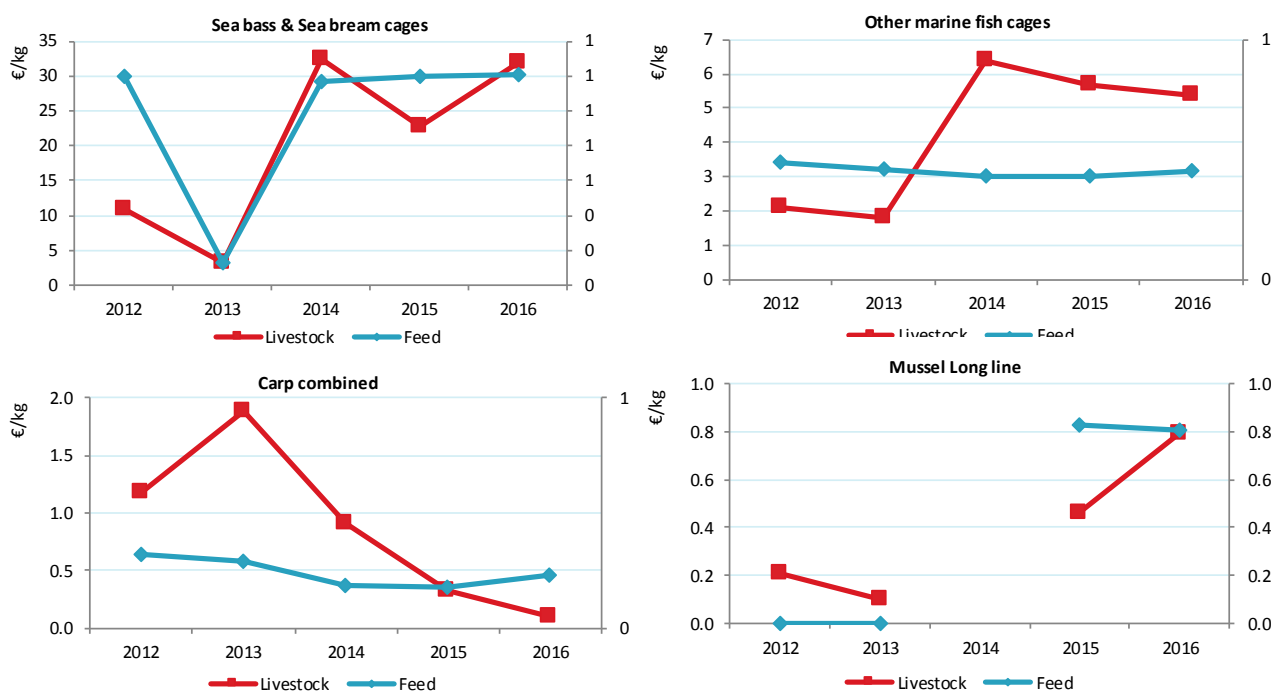 Sea bass & Sea bream cages
€/kg
35
30
25
20
15
10
5
0
1
1
1
1
0
0
0
2012 2013 2014 2015 2016
Livestock Feed
Other marine fish cages
€/kg
7
6
5
4
3
2
1
0
1
0
2012 2013 2014 2015 2016
Livestock Feed
Carp combined
€/kg
2.0
1.5
1.0
0.5
0.0
1
0
2012 2013 2014 2015 2016
Livestock Feed
Mussel Long line
€/kg
1.0
0.8
0.6
0.4
0.2
0.0
1.0
0.8
0.6
0.4
0.2
0.0
2012 2013 2014 2015 2016
Livestock Feed